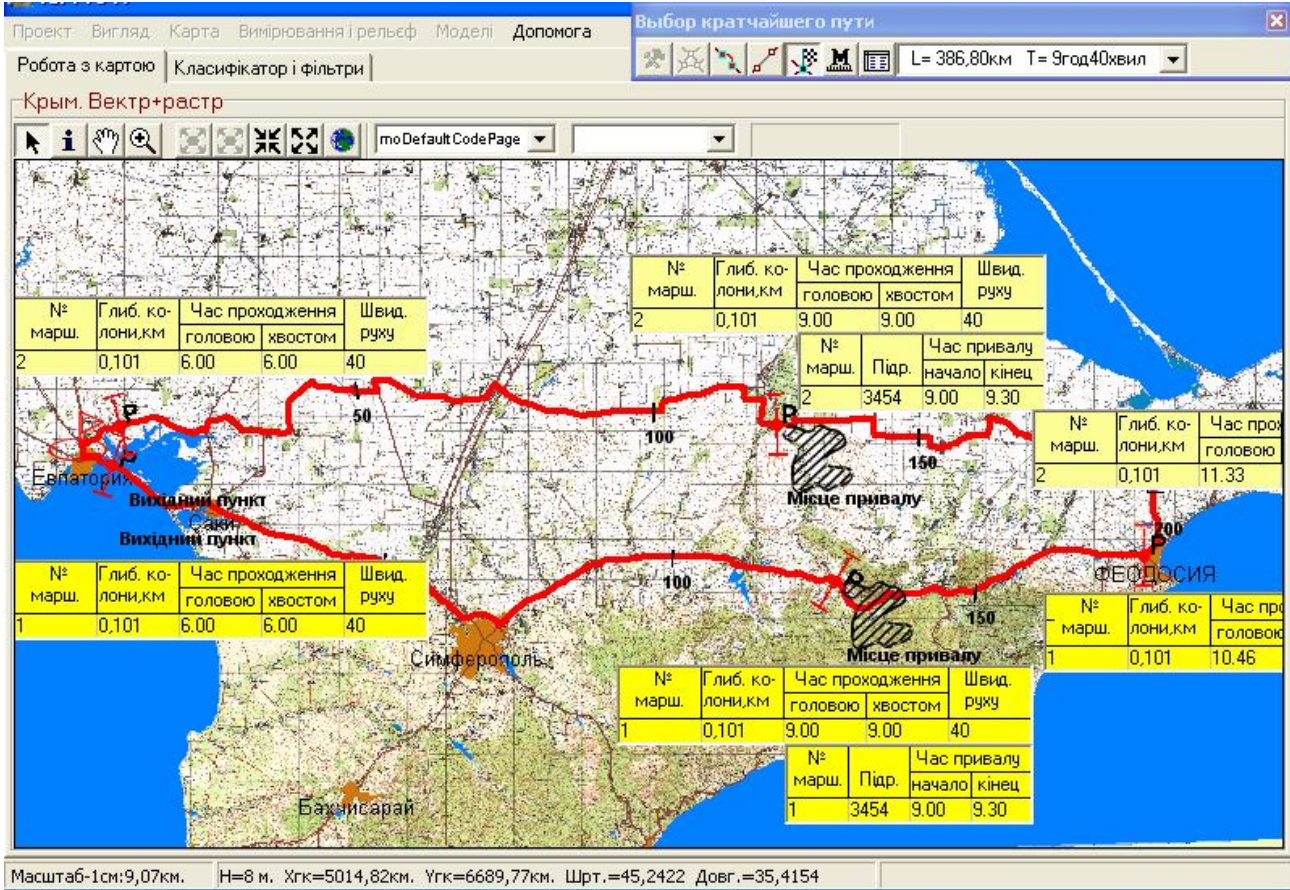 Выбор кратчайшего пути
Проект Вигляд Карта Вимірювання і рельєф Моделі Допомога
L= 386,80км Т= 9год40хвил
Робота з картою Класифікатор і фільтри
Крым. Вектр+растр
moDefaultCodePage
№ марш. Глиб. ко-лони,км Час проходження Швид. руху
головою хвостом
2 0,101 9.00 9.00 40
№ марш. Глиб. ко-лони,км Час проходження Швид. руху
головою хвостом
2 0,101 6.00 6.00 40
№ марш. Підр. Час привалу
начало кінец
2 3454 9.00 9.30
50
100
150
Р
Р
№ марш. Глиб. ко-лони,км Час прох
головою
2 0,101 11.33
Евпатория
Вихідний пункт
Саки
Вихідний пункт
Місце привалу
200
Р
ФЕОДОСИЯ
№ марш. Глиб. ко-лони,км Час проходження Швид. руху
головою хвостом
1 0,101 6.00 6.00 40
100
Р
150
№ марш. Глиб. ко-лони,км Час про
головою
1 0,101 10.46
Симферополь
Місце привалу
№ марш. Глиб. ко-лони,км Час проходження Швид. руху
головою хвостом
1 0,101 9.00 9.00 40
№ марш. Підр. Час привалу
начало кінец
1 3454 9.00 9.30
Бахчисарай
Масштаб-1см:9,07км. Н=8 м. Xгк=5014,82км. Yгк=6689,77км. Шрт.=45,2422 Довг.=35,4154